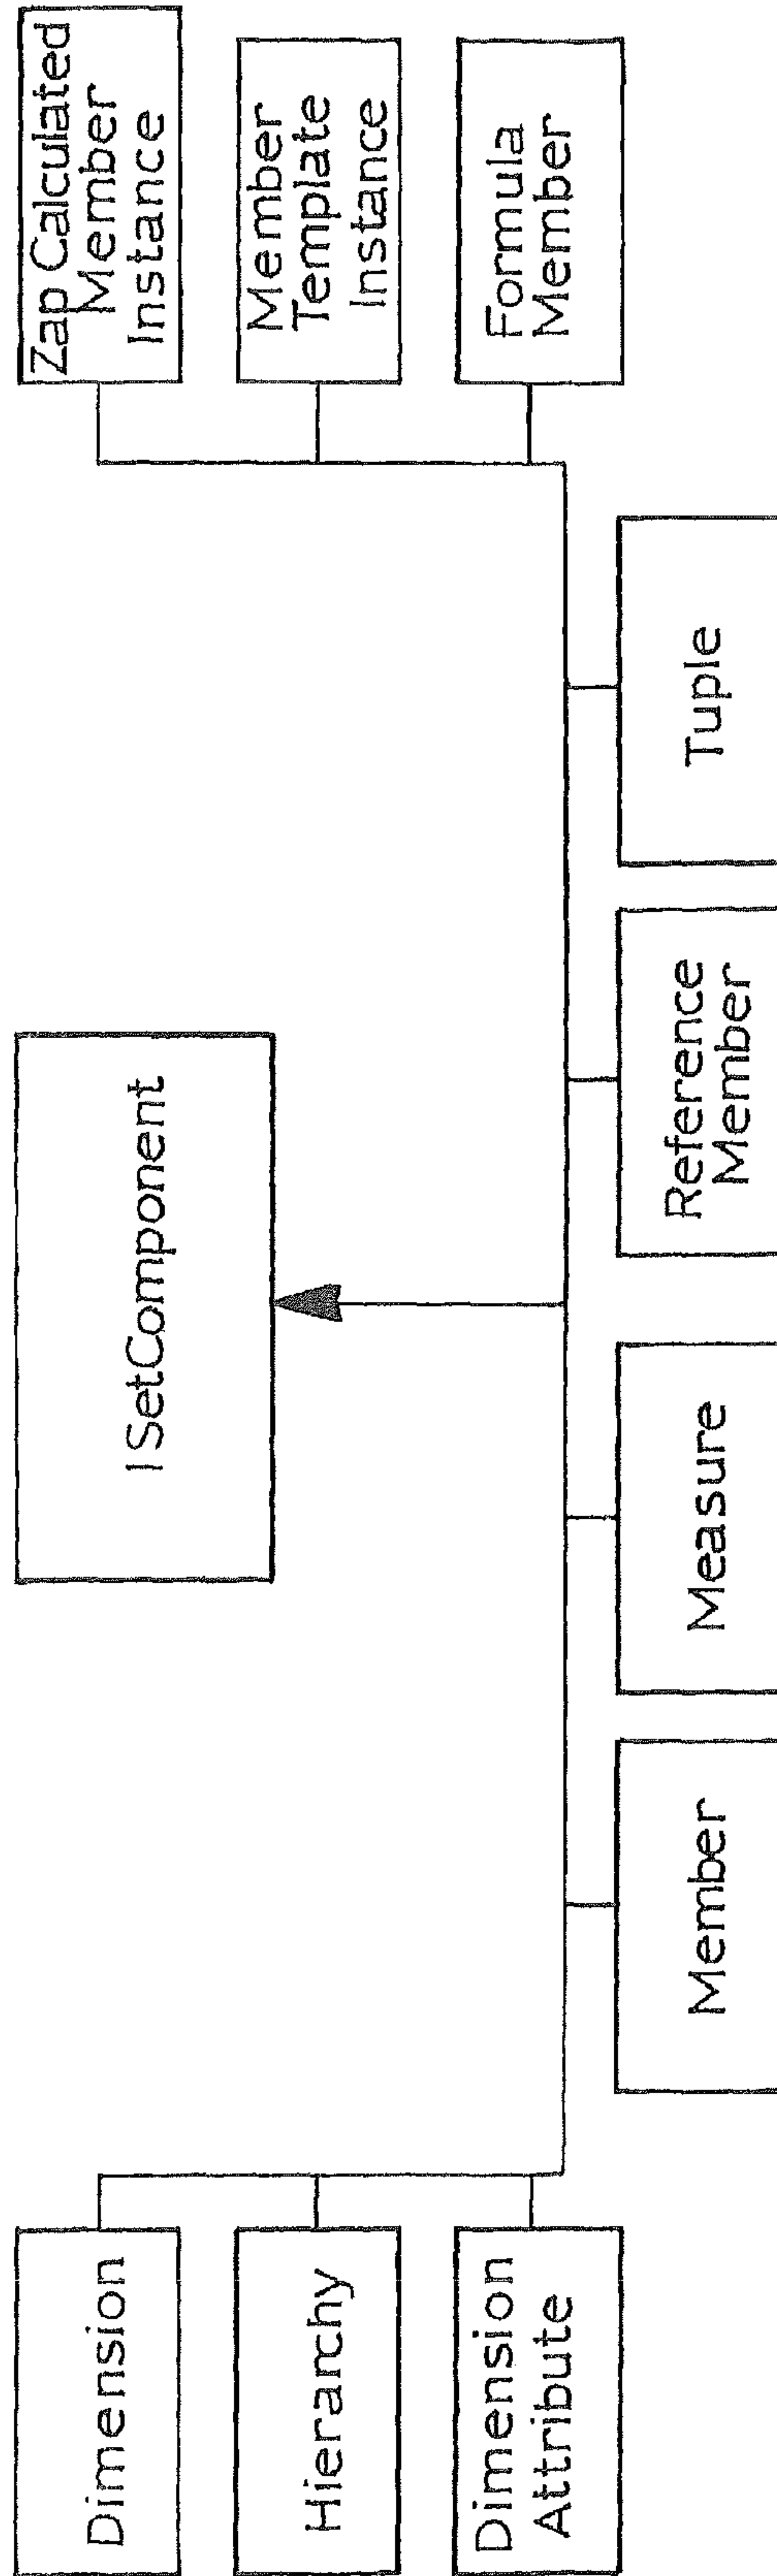 ISetComponent
Dimension
Hierarchy
Dimension
Attribute
Member
Measure
Reference
Member
Tuple
Zap Calculated
Member
Instance
Member
Template
Instance
Formula
Member